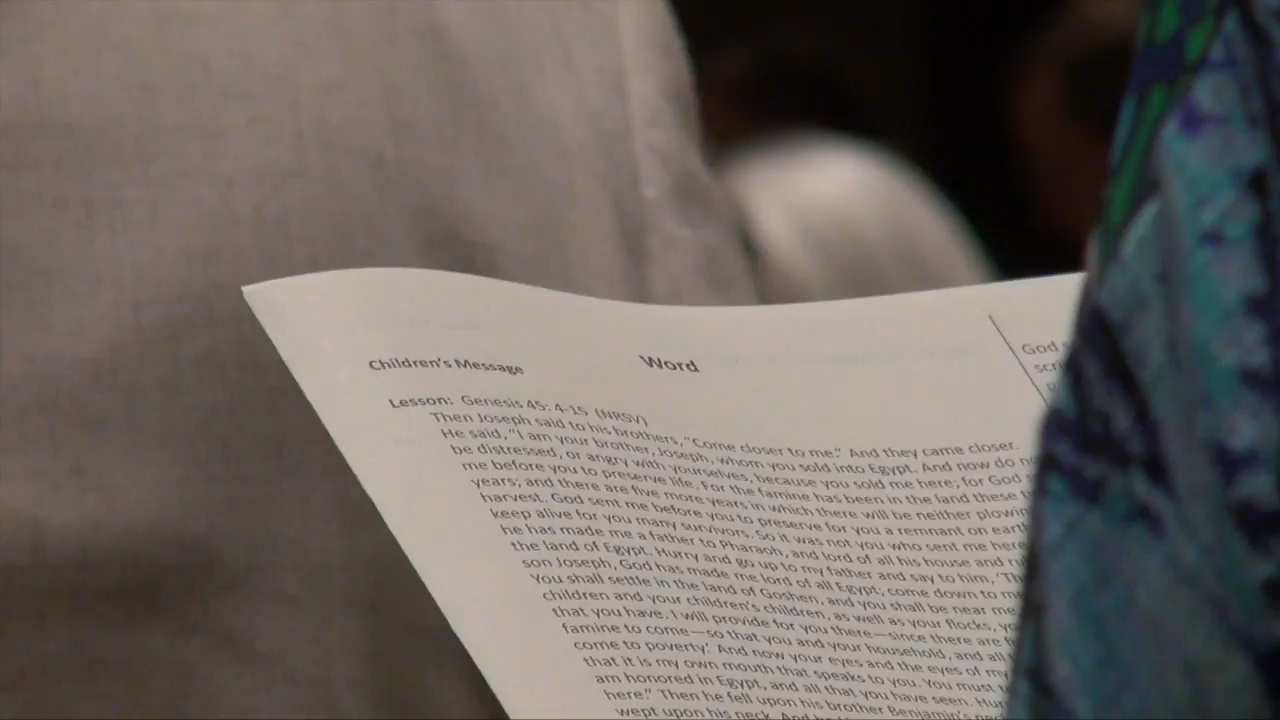 Children's Message
Word
Lesson: Genesis 45: 4-15 (NRSV)
Then Joseph said to his brothers, "Come closer to me." And they came closer.
He said, "I am your brother, Joseph, whom you sold into Egypt. And now do
be distressed, or angry with yourselves, because you sold me here; for God
me before you to preserve life. For the famine has been in the land these
years; and there are five more years in which there will be neither
harvest. God sent me before you to preserve for you a remnant on
keep alive for you many survivors. So it was not you who sent me
he has made me a father to Pharaoh, and lord of all his house and
the land of Egypt. Hurry and go up to my father and say to him,
son Joseph, God has made me lord of all Egypt; come down to
You shall settle in the land of Goshen, and you shall be near me
children and your children's children, as well as your flocks,
that you have. I will provide for you there—since there are
famine to come—so that you and your household, and all
come to poverty.' And now your eyes and the eyes of
that it is my own mouth that speaks to you. You must
am honored in Egypt, and all that you have seen.
here." Then he fell upon his brother Benjamin's
wept upon his neck. And
God